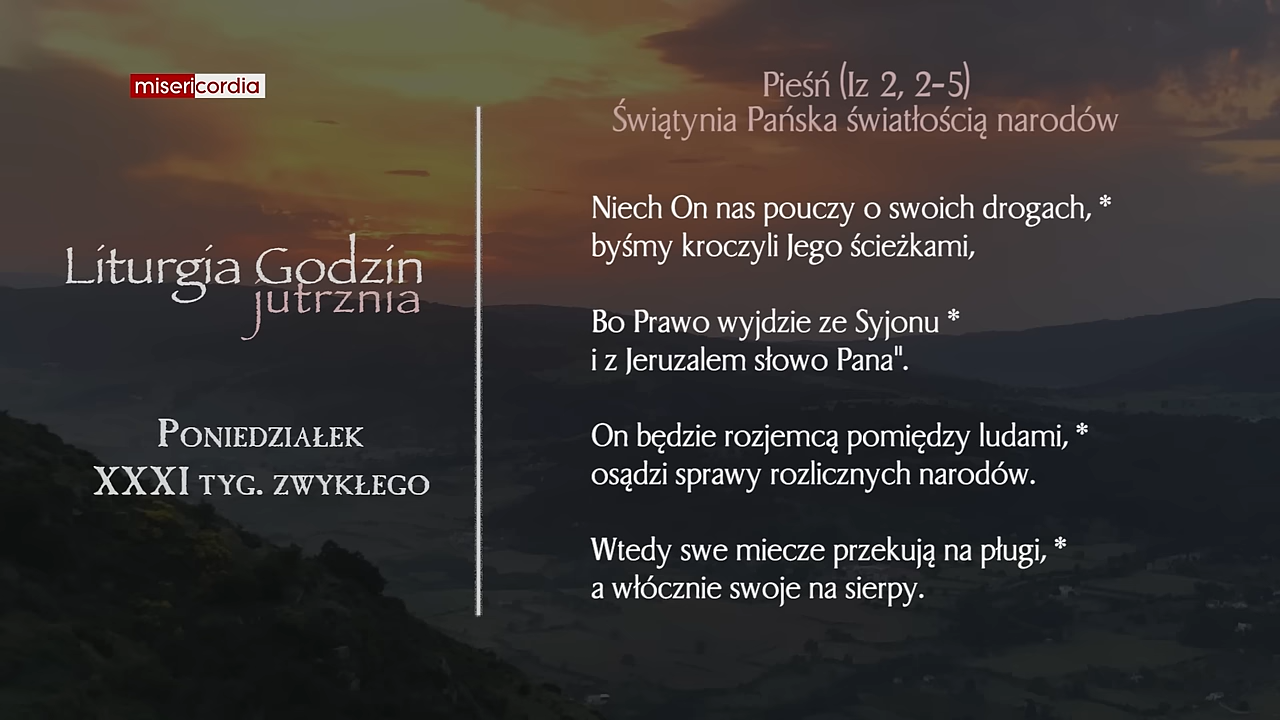 misericordia
Liturgia Godzin
jutrznia
Poniedziałek
XXXI tyg. zwykłego
Pieśń (Iz 2, 2-5)
Świątynia Pańska światłością narodów
Niech On nas pouczy o swoich drogach, *
byśmy kroczyli Jego ścieżkami,
Bo Prawo wyjdzie ze Syjonu *
i z Jeruzalem słowo Pana".
On będzie rozjemcą pomiędzy ludami, *
osądzi sprawy rozlicznych narodów.
Wtedy swe miecze przekują na pługi, *
a włócznie swoje na sierpy.